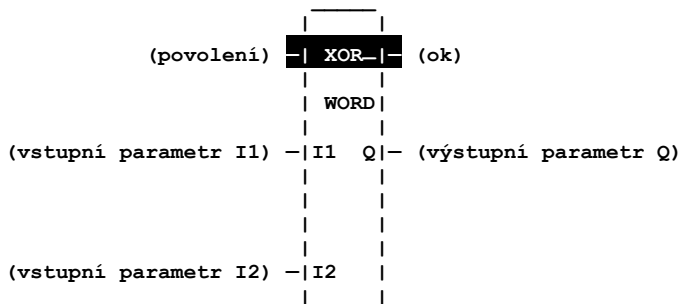 (povolení) XOR (ok)
WORD
(vstupní parametr I1) I1 Q (výstupní parametr Q)
(vstupní parametr I2) I2